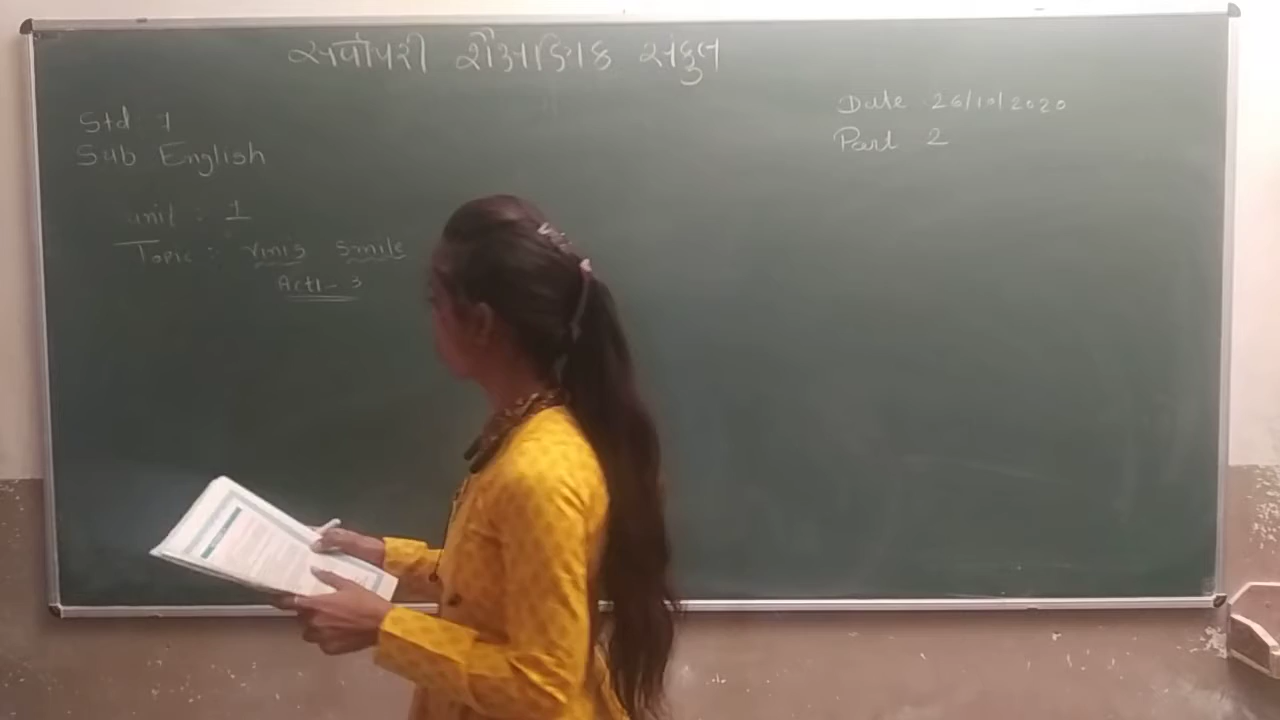 સર્વોપરી શૈક્ષણિક સંકુલ
Date 26/10/2020
Part 2
Std 7
Sub English
unit : 1
Topic : Vinis Smile
Acti - 3